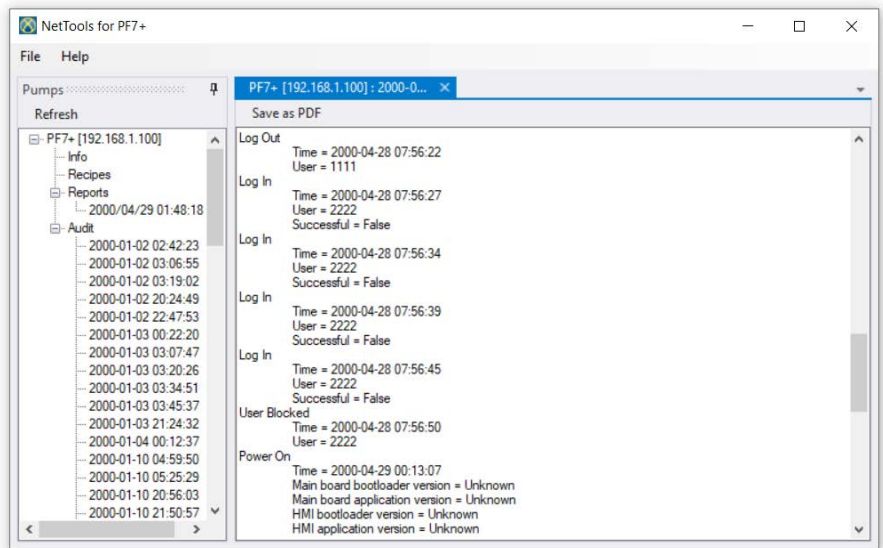 NetTools for PF7+
File Help
Pumps
Refresh
PF7+ [192.168.1.100]
Info
Recipes
Reports
2000/04/29 01:48:18
Audit
2000-01-02 02:42:23
2000-01-02 03:06:55
2000-01-02 03:19:02
2000-01-02 20:24:49
2000-01-02 22:47:53
2000-01-03 00:22:20
2000-01-03 03:07:47
2000-01-03 03:20:26
2000-01-03 03:34:51
2000-01-03 03:45:37
2000-01-03 21:24:32
2000-01-04 00:12:37
2000-01-10 04:59:50
2000-01-10 05:25:29
2000-01-10 20:56:03
2000-01-10 21:50:57
PF7+ [192.168.1.100] : 2000-0...
Save as PDF
Log Out
Time = 2000-04-28 07:56:22
User = 1111
Log In
Time = 2000-04-28 07:56:27
User = 2222
Successful = False
Log In
Time = 2000-04-28 07:56:34
User = 2222
Successful = False
Log In
Time = 2000-04-28 07:56:39
User = 2222
Successful = False
Log In
Time = 2000-04-28 07:56:45
User = 2222
Successful = False
User Blocked
Time = 2000-04-28 07:56:50
User = 2222
Power On
Time = 2000-04-29 00:13:07
Main board bootloader version = Unknown
Main board application version = Unknown
HMI bootloader version = Unknown
HMI application version = Unknown